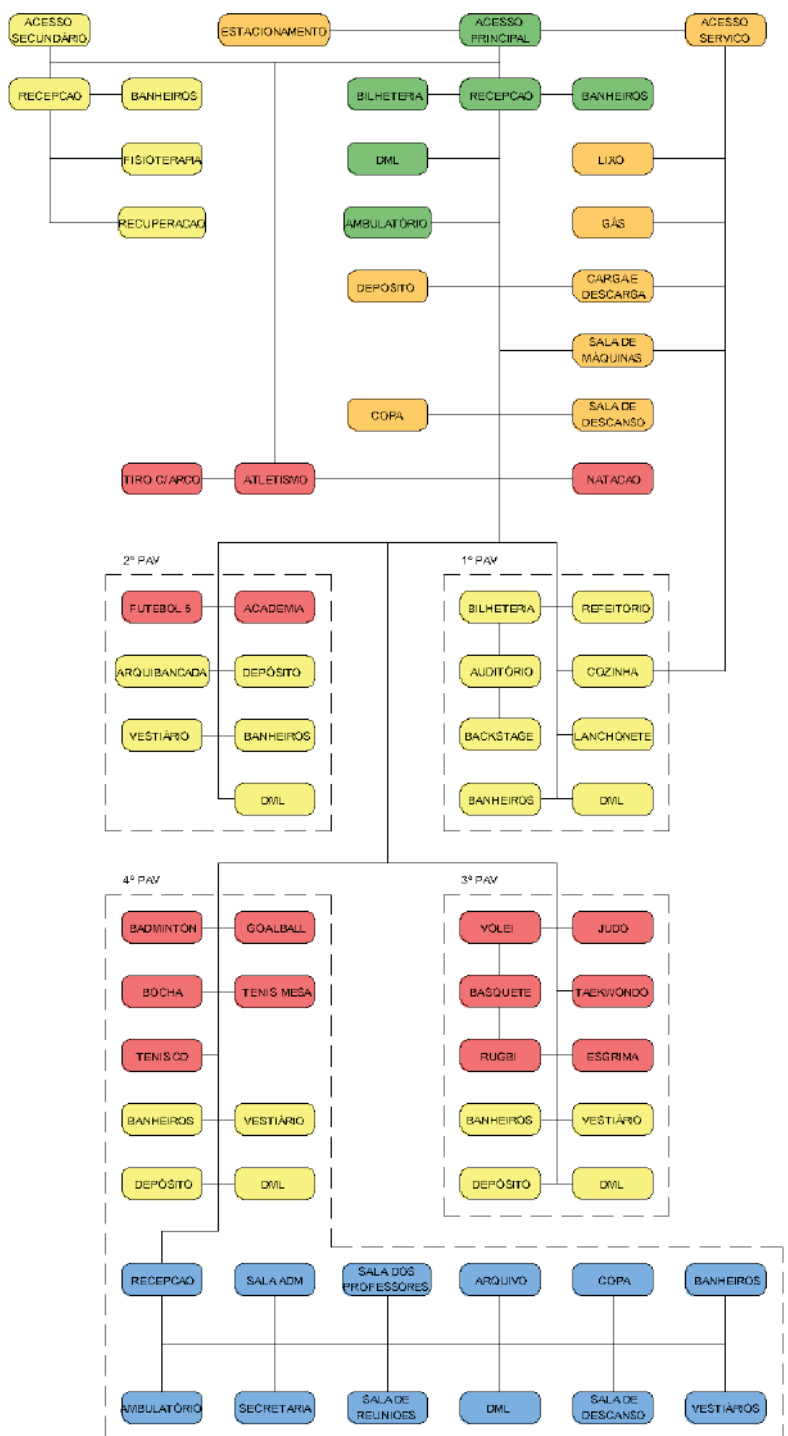 ACESSO
SECUNDÁRIO
ESTACIONAMENTO
ACESSO
PRINCIPAL
ACESSO
SERVICO
RECEPCAO
BANHEIROS
BILHETERIA
RECEPCAO
BANHEIROS
FISIOTERAPIA
DML
LIXO
RECUPERACAO
AMBULATÓRIO
GÁS
DEPÓSITO
CARGA E
DESCARGA
SALA DE
MÁQUINAS
COPA
SALA DE
DESCANSO
TIRO C/ ARCO
ATLETISMO
NATACAO
2º PAV
1º PAV
FUTEBOL 5
ACADEMIA
BILHETERIA
REFEITÓRIO
ARQUIBANCADA
DEPÓSITO
AUDITÓRIO
COZINHA
VESTIÁRIO
BANHEIROS
BACKSTAGE
LANCHONETE
DML
BANHEIROS
DML
4º PAV
3º PAV
BADMINTON
GOALBALL
VOLEI
JUDO
BOCHA
TENIS MESA
BASQUETE
TAEKWONDO
TENIS CO
RUGBI
ESGRIMA
BANHEIROS
VESTIÁRIO
BANHEIROS
VESTIÁRIO
DEPÓSITO
DML
DEPÓSITO
DML
RECEPCAO
SALA ADM
SALA DOS
PROFESSORES
ARQUIVO
COPA
BANHEIROS
AMBULATÓRIO
SECRETARIA
SALA DE
REUNIOES
DML
SALA DE
DESCANSO
VESTIÁRIOS